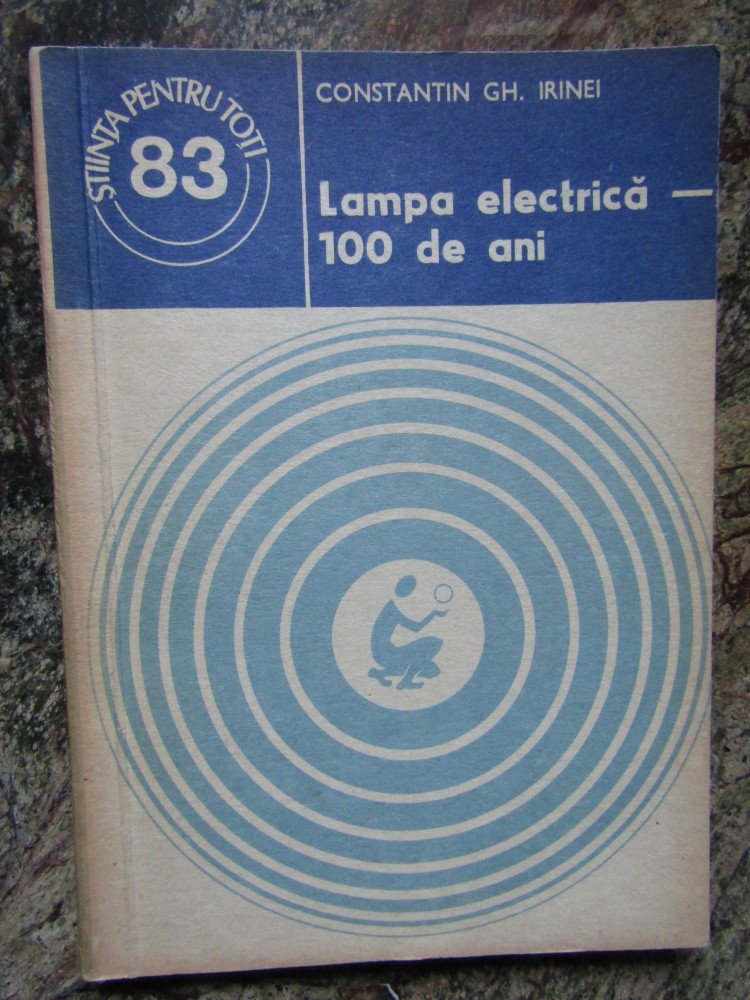 ȘTIINȚA PENTRU TOȚI
83
CONSTANTIN GH. IRINEI
Lampa electrică —
100 de ani